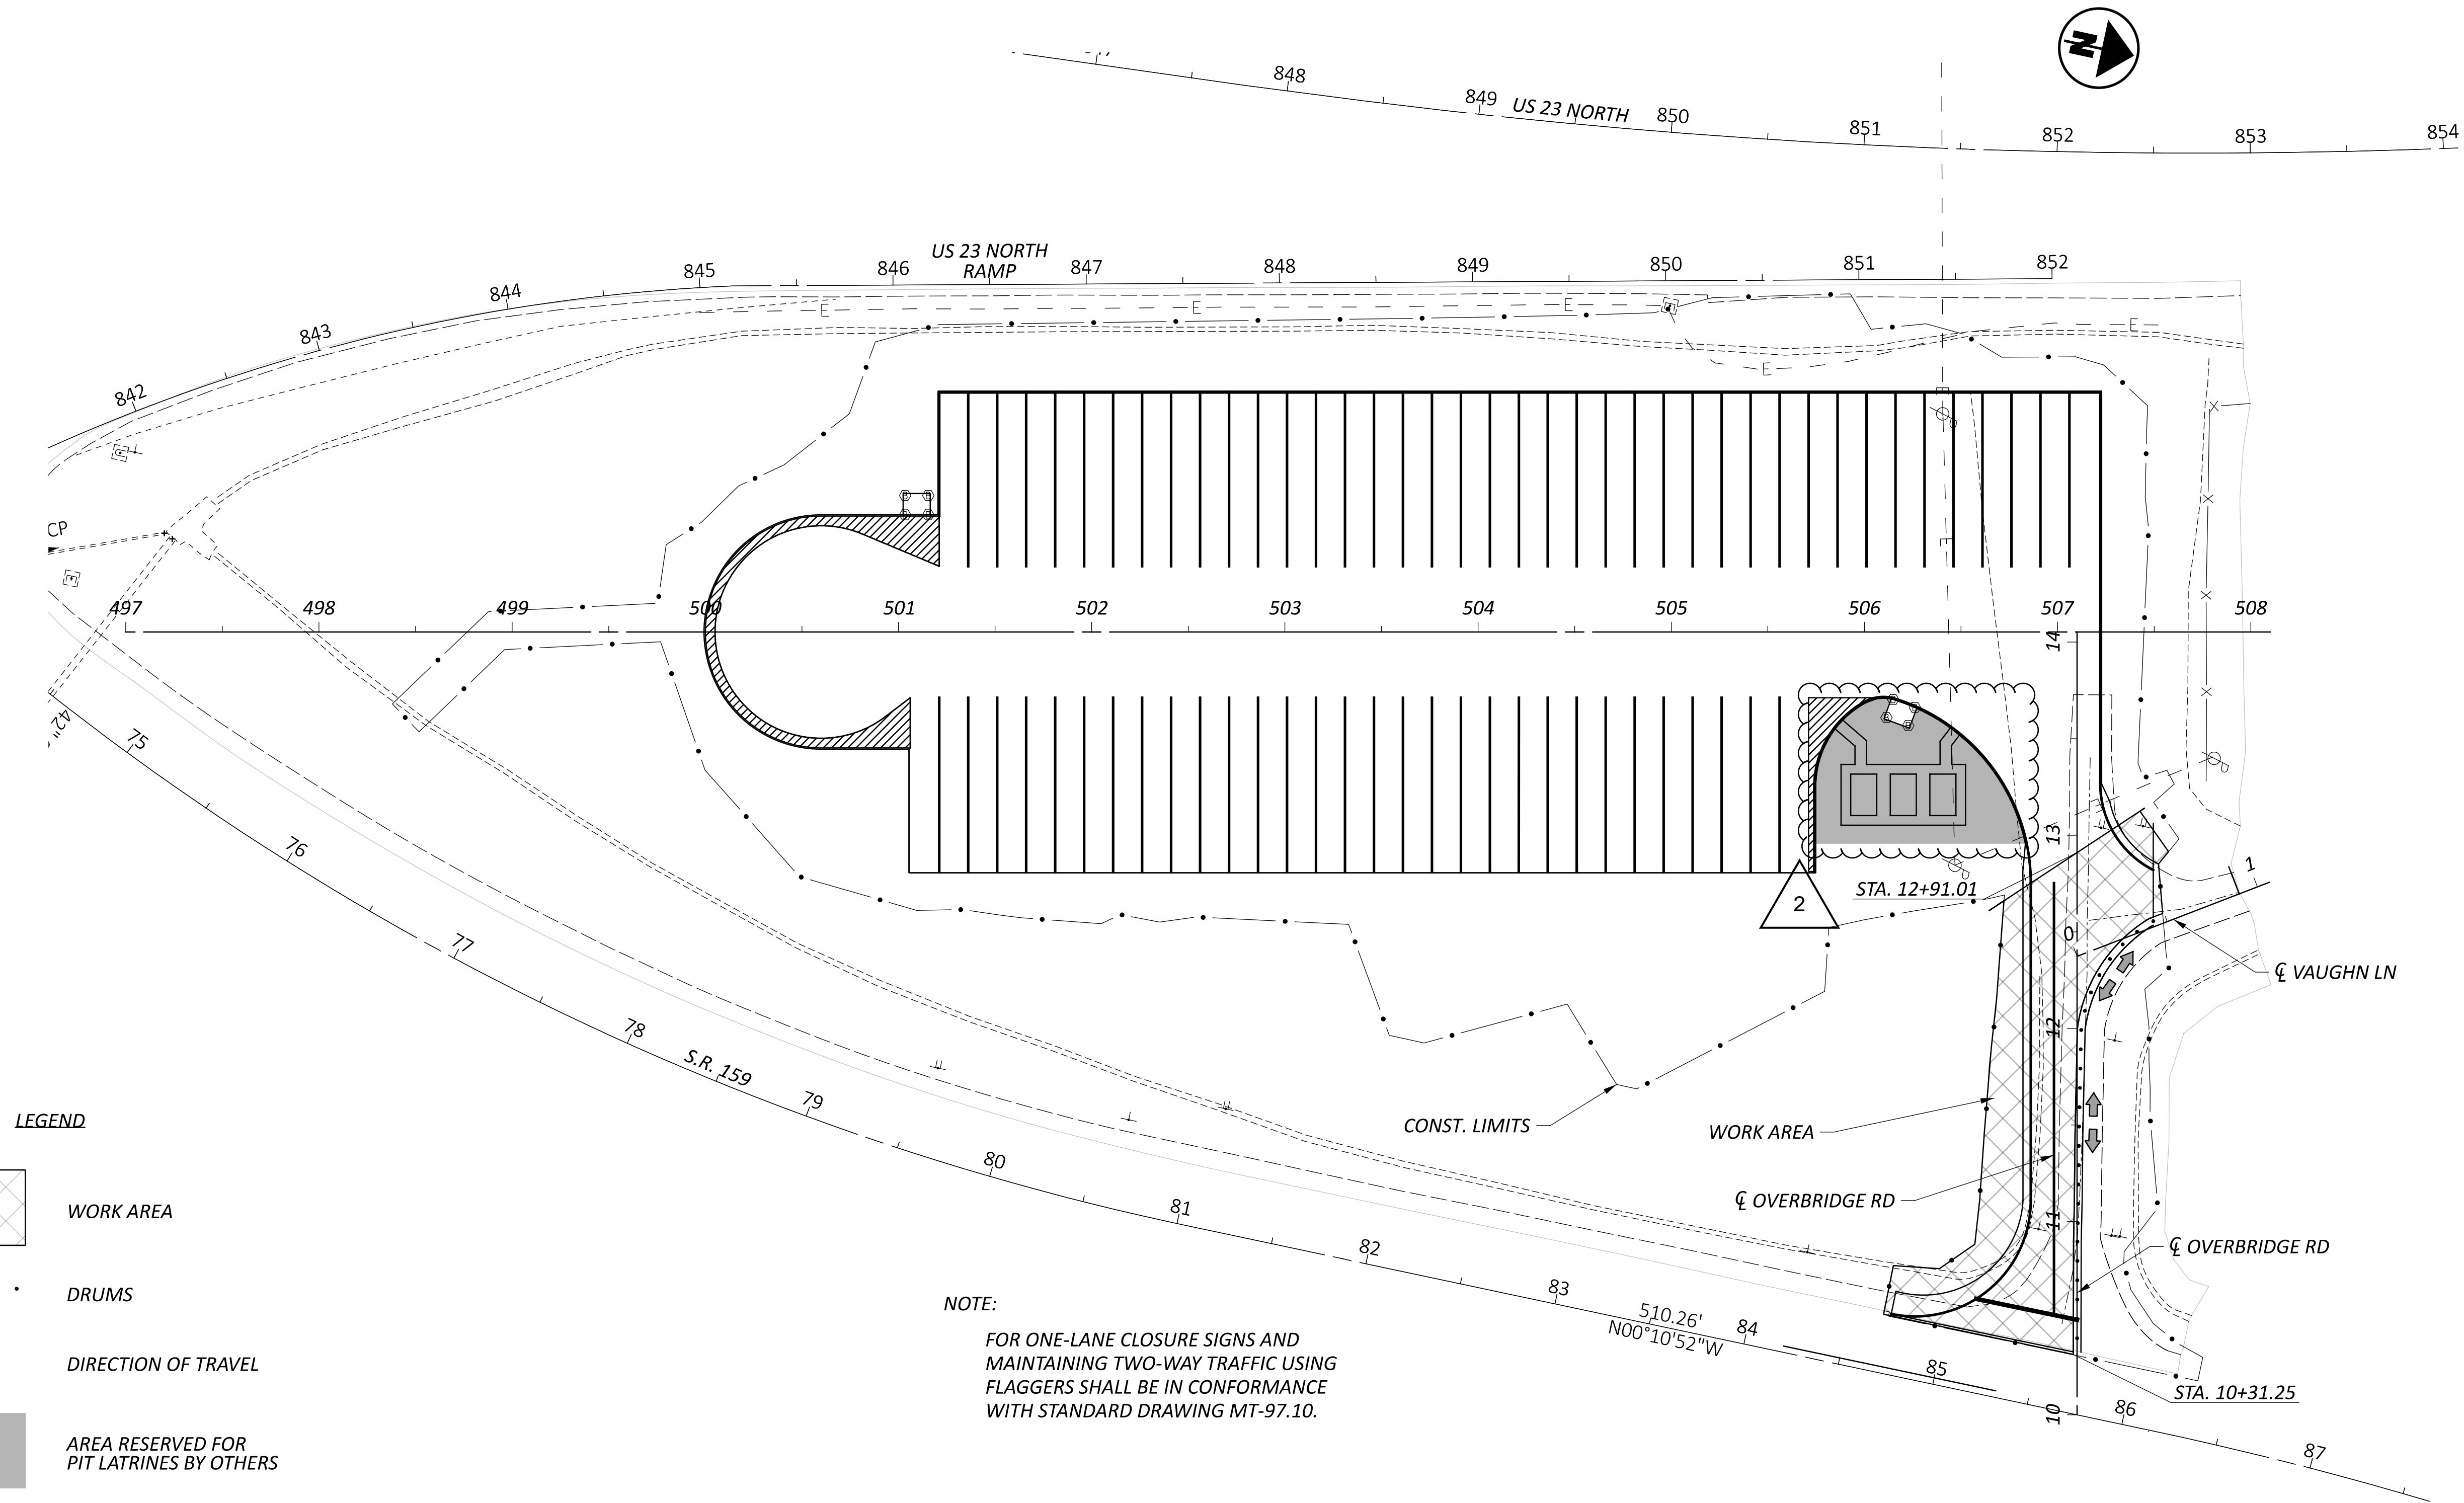 N
848
849
US 23 NORTH
850
851
852
853
854
US 23 NORTH
RAMP
842
843
844
845
846
847
848
849
850
851
852
E
E
E
E
E
CP
497
498
499
500
501
502
503
504
505
506
507
508
14
13
12
11
10
42"
75
76
77
78
S.R. 159
79
80
81
82
83
510.26'
N00°10'52"W
84
85
86
87
2
STA. 12+91.01
0
1
℄ VAUGHN LN
CONST. LIMITS
WORK AREA
℄ OVERBRIDGE RD
℄ OVERBRIDGE RD
STA. 10+31.25
LEGEND
WORK AREA
DRUMS
DIRECTION OF TRAVEL
AREA RESERVED FOR
PIT LATRINES BY OTHERS
NOTE:
FOR ONE-LANE CLOSURE SIGNS AND
MAINTAINING TWO-WAY TRAFFIC USING
FLAGGERS SHALL BE IN CONFORMANCE
WITH STANDARD DRAWING MT-97.10.